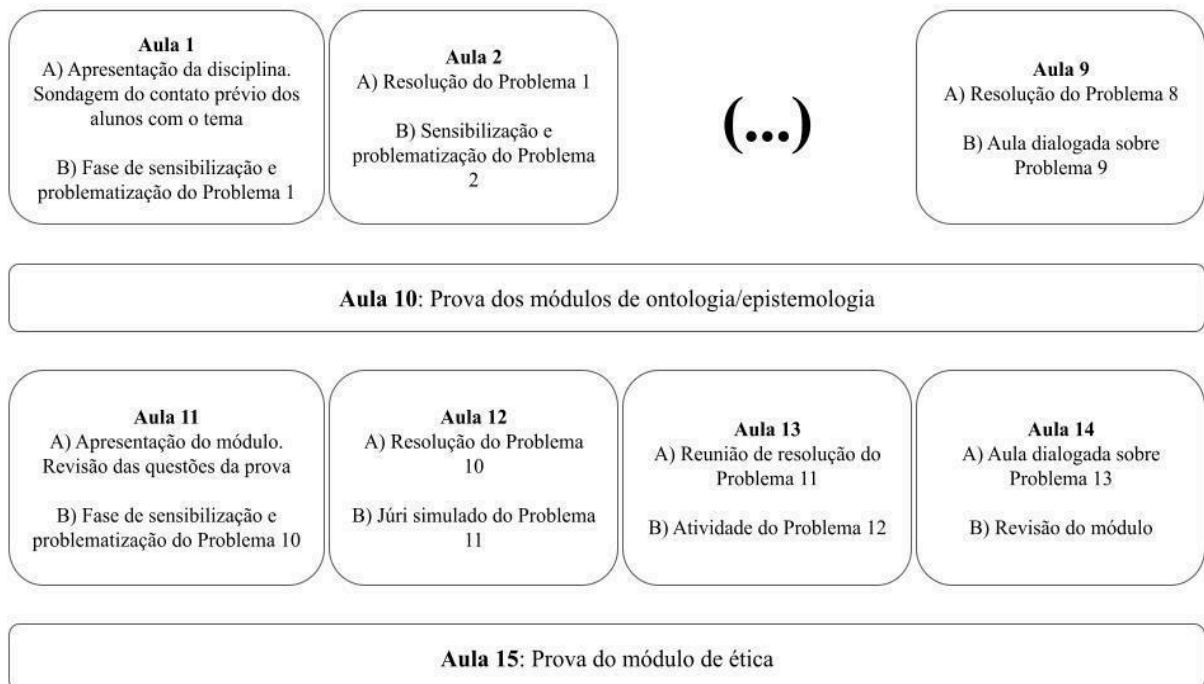 Aula 1
A) Apresentação da disciplina.
Sondagem do contato prévio dos
alunos com o tema
B) Fase de sensibilização e
problematização do Problema 1
Aula 2
A) Resolução do Problema 1
B) Sensibilização e
problematização do Problema
2
(...)
Aula 9
A) Resolução do Problema 8
B) Aula dialogada sobre
Problema 9
Aula 10: Prova dos módulos de ontologia/epistemologia
Aula 11
A) Apresentação do módulo.
Revisão das questões da prova
B) Fase de sensibilização e
problematização do Problema 10
Aula 12
A) Resolução do Problema
10
B) Júri simulado do Problema
11
Aula 13
A) Reunião de resolução do
Problema 11
B) Atividade do Problema 12
Aula 14
A) Aula dialogada sobre
Problema 13
B) Revisão do módulo
Aula 15: Prova do módulo de ética